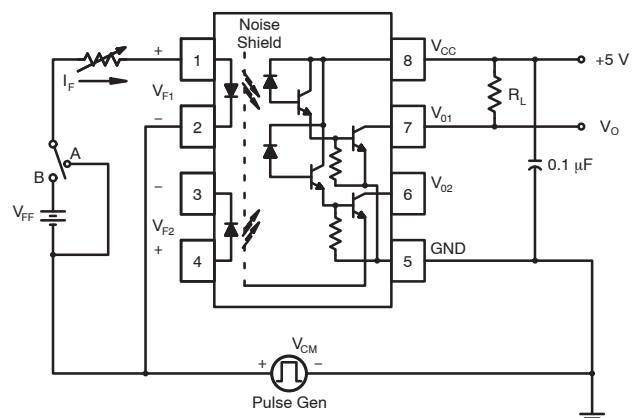 Noise
Shield
+
1
8
V_CC
+5 V
I_F
V_F1
R_L
–
2
7
V_01
V_O
A
B
0.1 μF
–
3
6
V_02
V_FF
V_F2
+
4
5
GND
V_CM
+
–
Pulse Gen